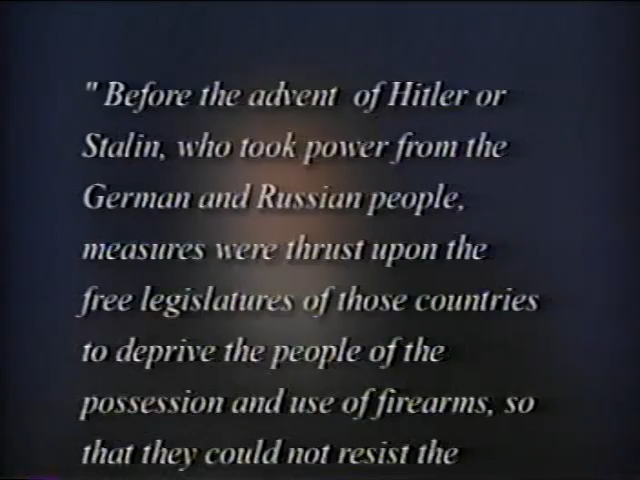 " Before the advent of Hitler or
Stalin, who took power from the
German and Russian people,
measures were thrust upon the
free legislatures of those countries
to deprive the people of the
possession and use of firearms, so
that they could not resist the